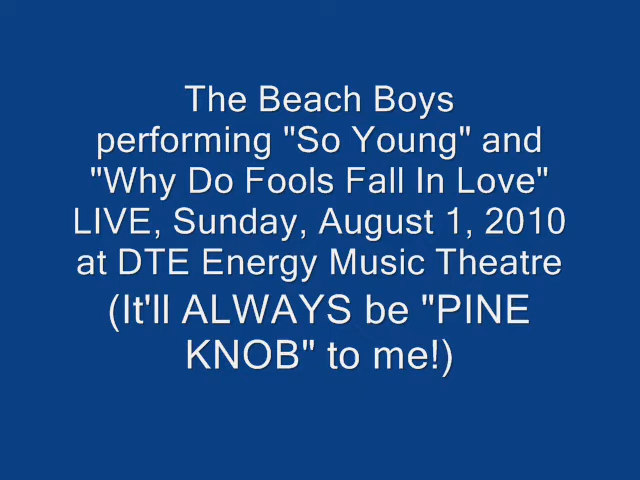 The Beach Boys
performing "So Young" and
"Why Do Fools Fall In Love"
LIVE, Sunday, August 1, 2010
at DTE Energy Music Theatre
(It'll ALWAYS be "PINE
KNOB" to me!)